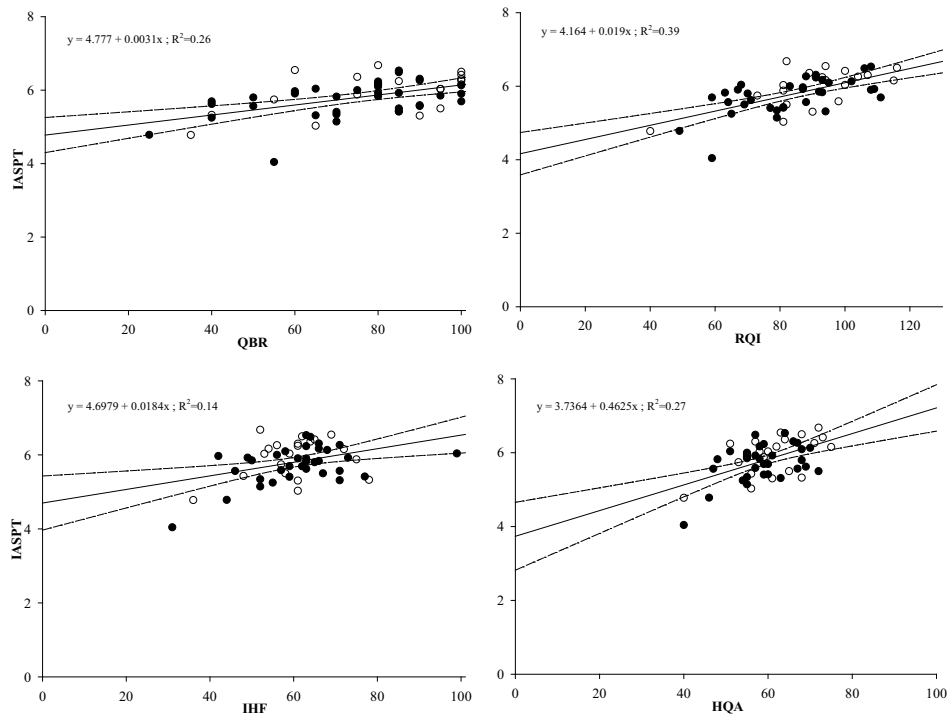 8
y = 4.777 + 0.0031x ; R²=0.26
6
IASPT
4
2
0
0 20 40 60 80 100
QBR
8
y = 4.164 + 0.019x ; R²=0.39
6
4
2
0
0 20 40 60 80 100 120
RQI
8
y = 4.6979 + 0.0184x ; R²=0.14
6
IASPT
4
2
0
0 20 40 60 80 100
IHF
8
y = 3.7364 + 0.4625x ; R²=0.27
6
4
2
0
0 20 40 60 80 100
HQA